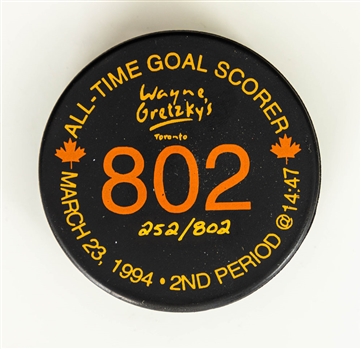 ALL-TIME GOAL SCORER
Wayne
Gretzky's
Toronto
802
252/802
MARCH 23, 1994 • 2ND PERIOD @ 14:47